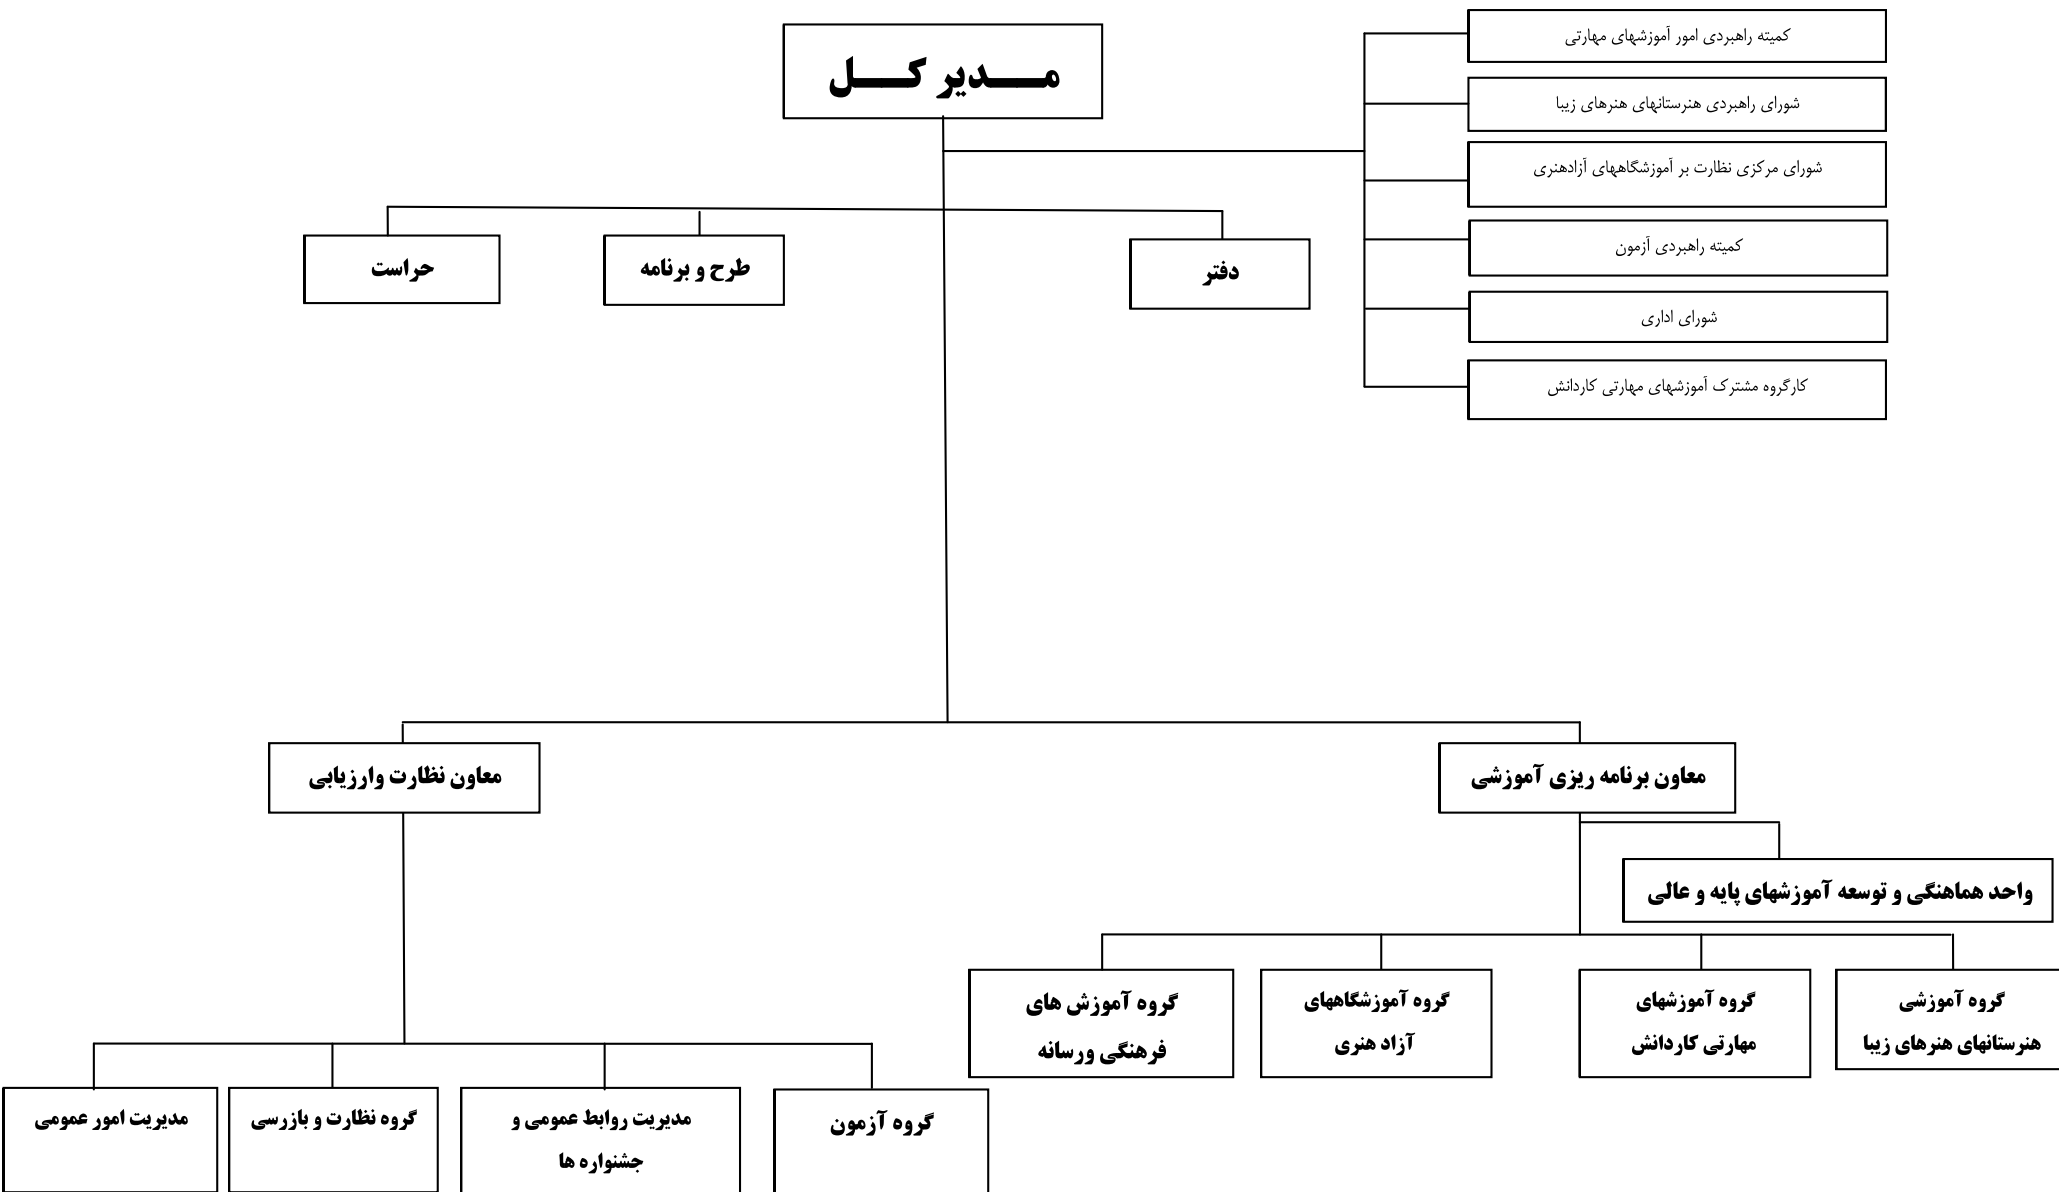 مـــــدیر کـــــل
کمیته راهبردی امور آموزشهای مهارتی
شورای راهبردی هنرستانهای هنرهای زیبا
شورای مرکزی نظارت بر آموزشگاههای آزادهنری
کمیته راهبردی آزمون
شورای اداری
کارگروه مشترک آموزشهای مهارتی کاردانش
دفتر
طرح و برنامه
حراست
معاون برنامه ریزی آموزشی
معاون نظارت وارزیابی
واحد هماهنگی و توسعه آموزشهای پایه و عالی
گروه آموزشی
هنرستانهای هنرهای زیبا
گروه آموزشهای
مهارتی کاردانش
گروه آموزشگاههای
آزاد هنری
گروه آموزش های
فرهنگی ورسانه
گروه آزمون
مدیریت روابط عمومی و
جشنواره ها
گروه نظارت و بازرسی
مدیریت امور عمومی